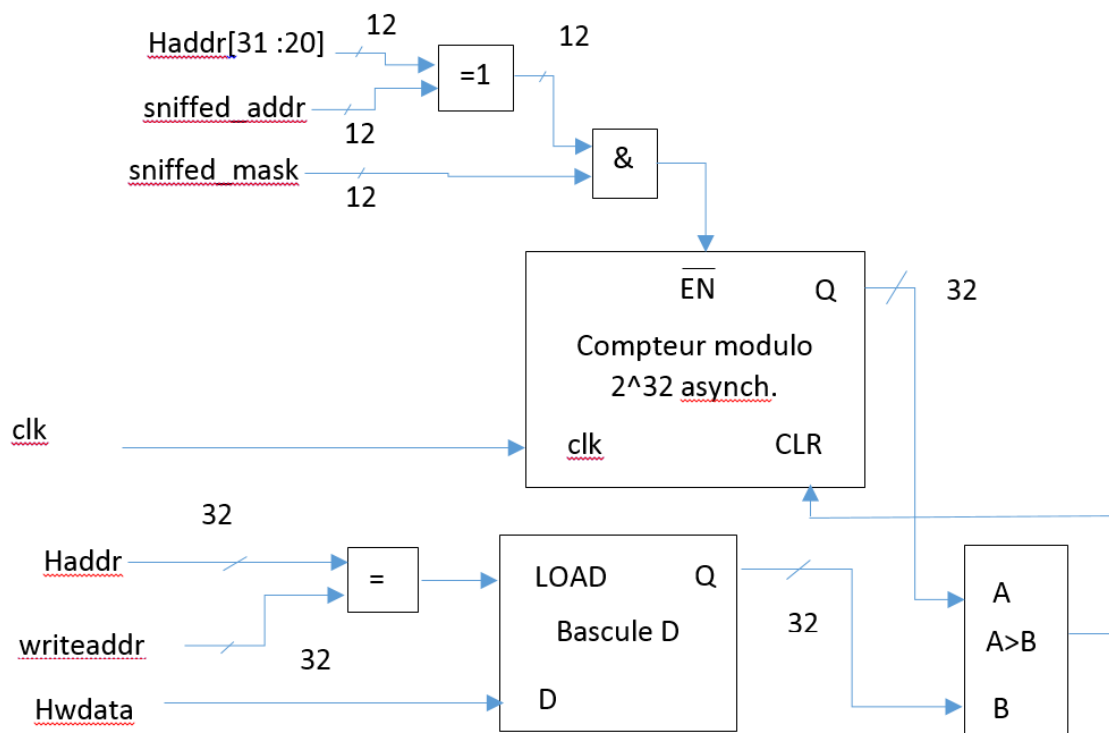 12
Haddr[31 :20]
12
=1
sniffed_addr
12
&
sniffed_mask
12
EN
Q
32
Compteur modulo
2^32 asynch.
clk
clk
CLR
32
Haddr
=
LOAD
Q
A
32
Bascule D
A>B
writeaddr
32
Hwdata
D
B